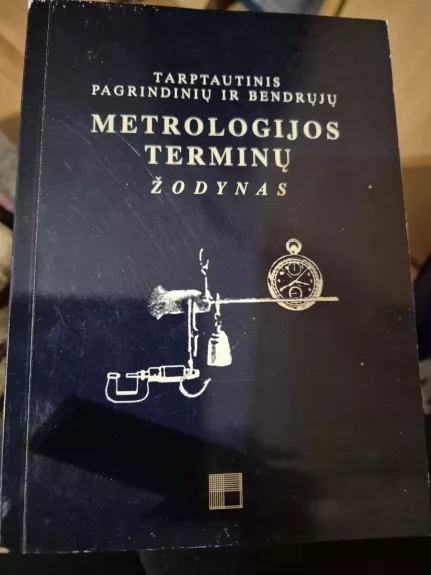 TARPTAUTINIS
PAGRINDINIŲ IR BENDRŲJŲ
METROLOGIJOS
TERMINŲ
ŽODYNAS